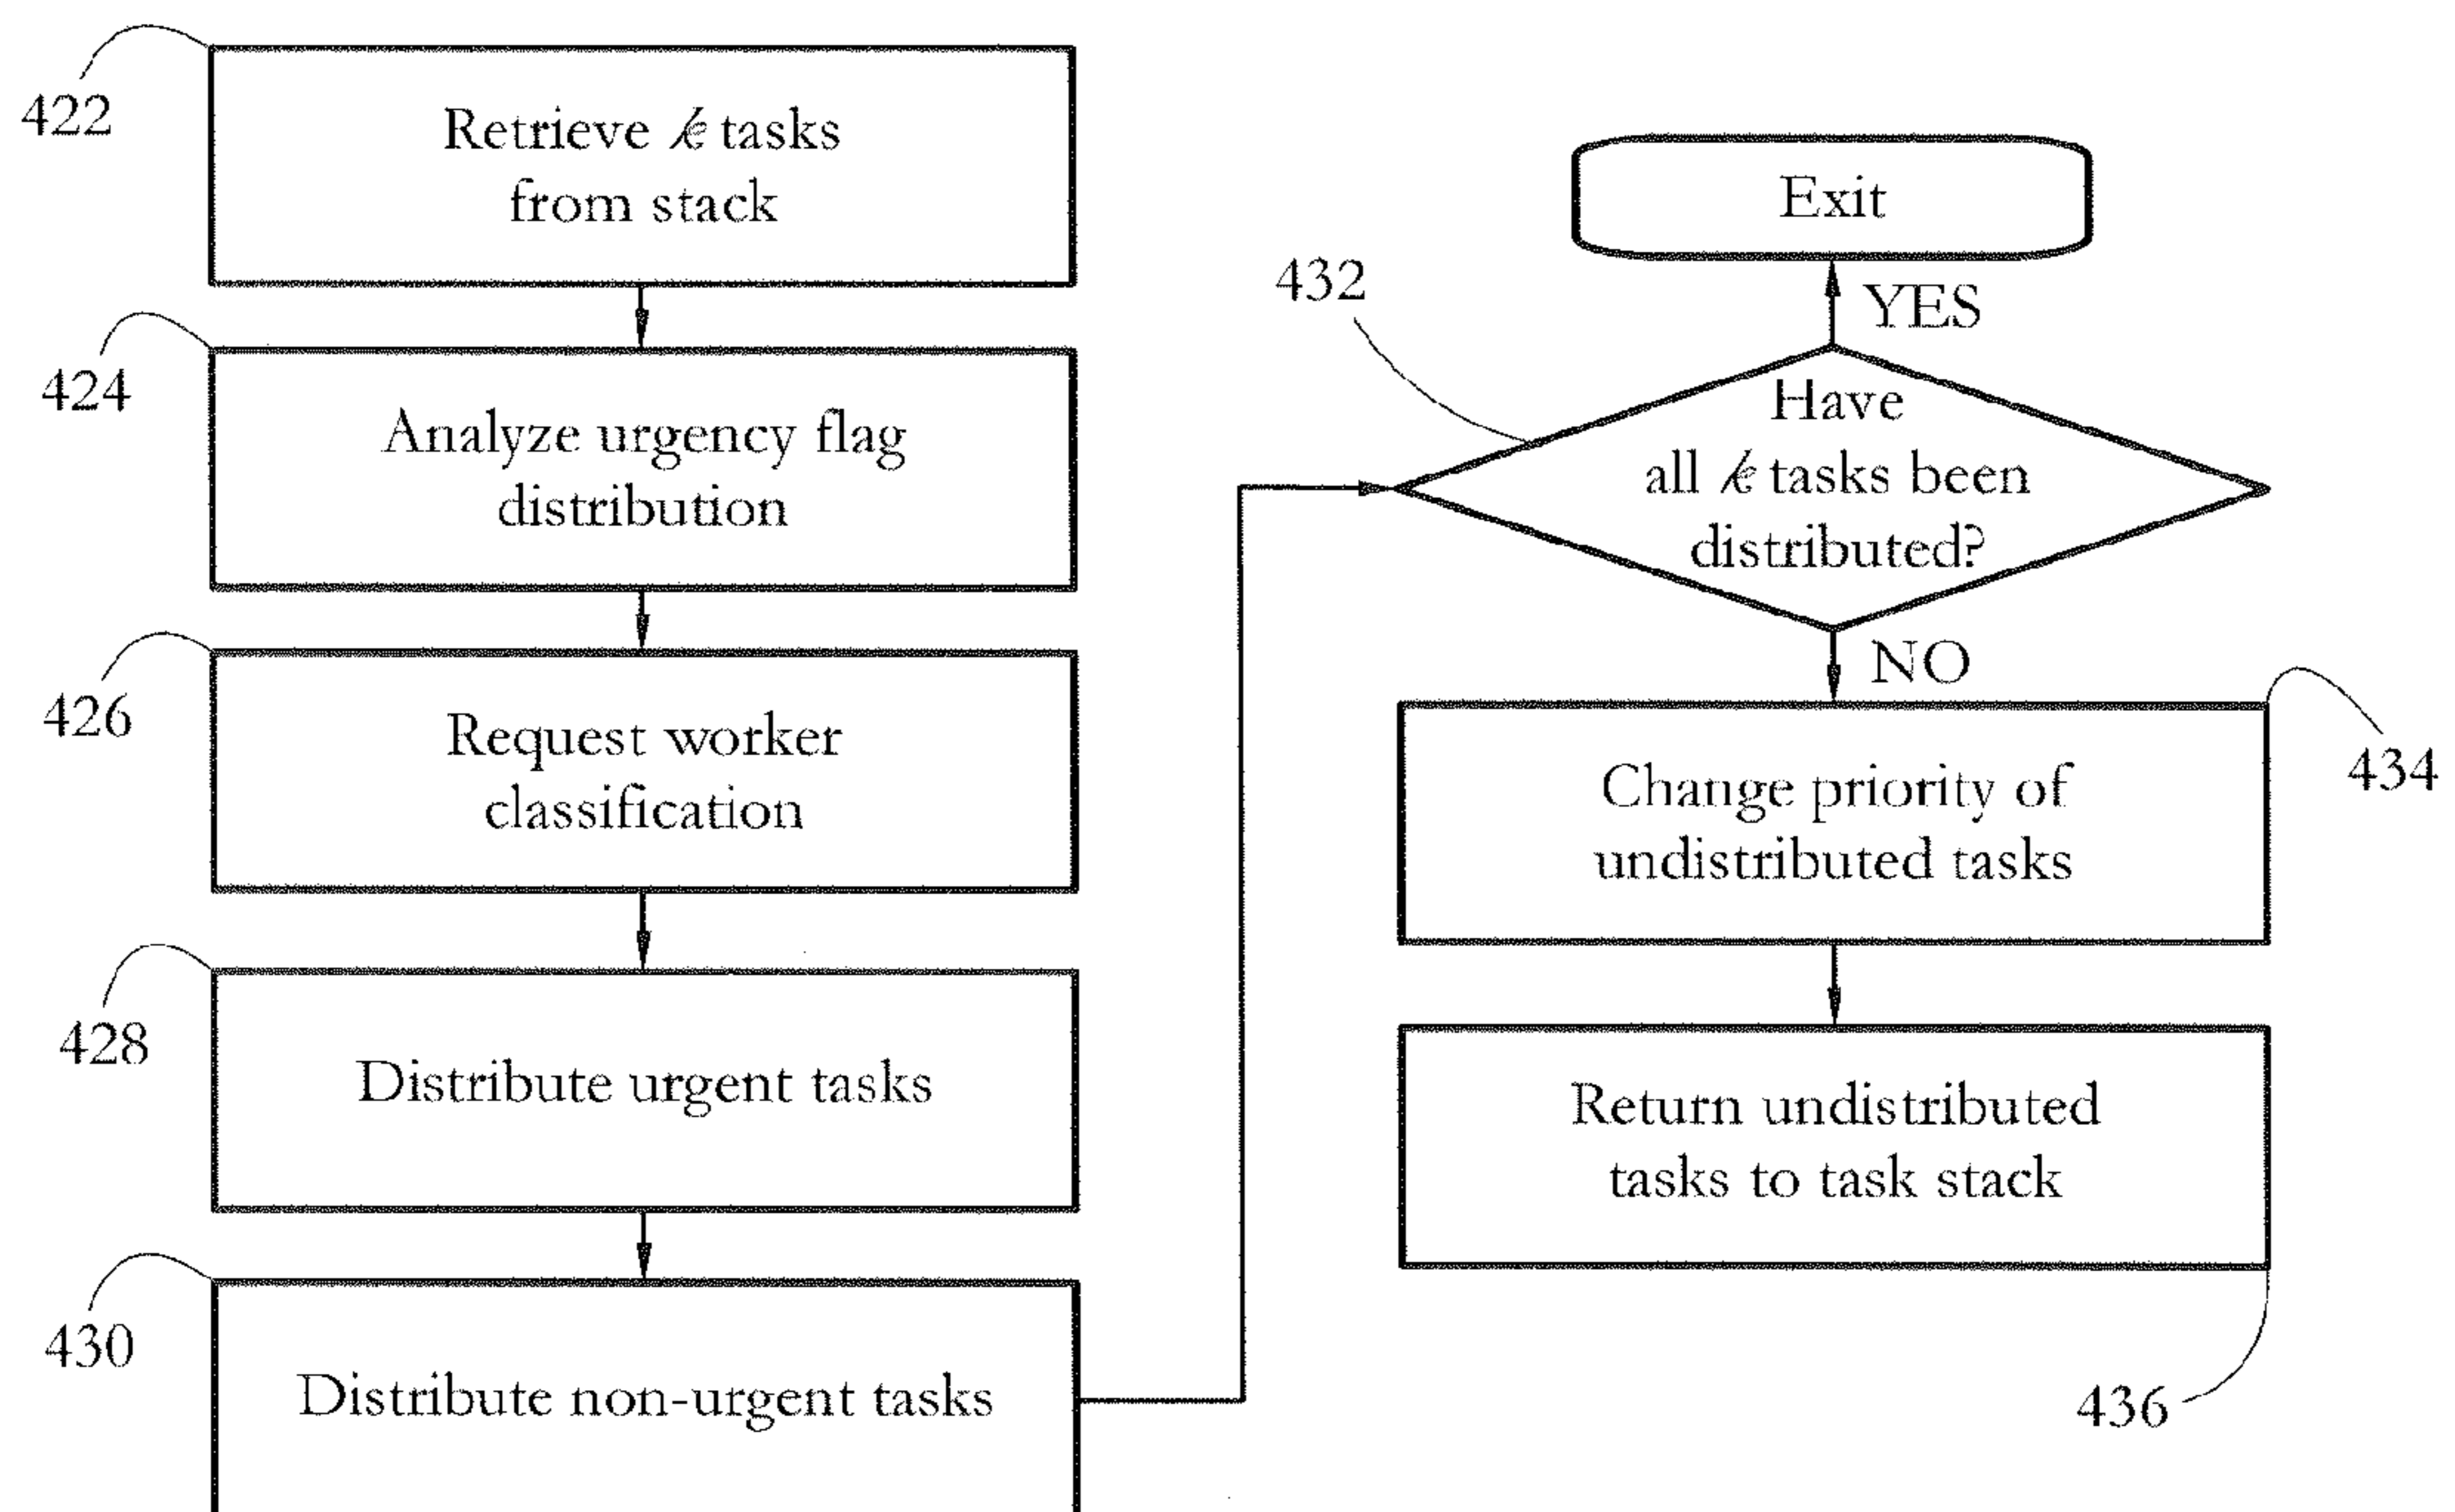 422
Retrieve k tasks
from stack
424
Analyze urgency flag
distribution
426
Request worker
classification
428
Distribute urgent tasks
430
Distribute non-urgent tasks
Exit
YES
432
Have
all k tasks been
distributed?
NO
434
Change priority of
undistributed tasks
Return undistributed
tasks to task stack
436